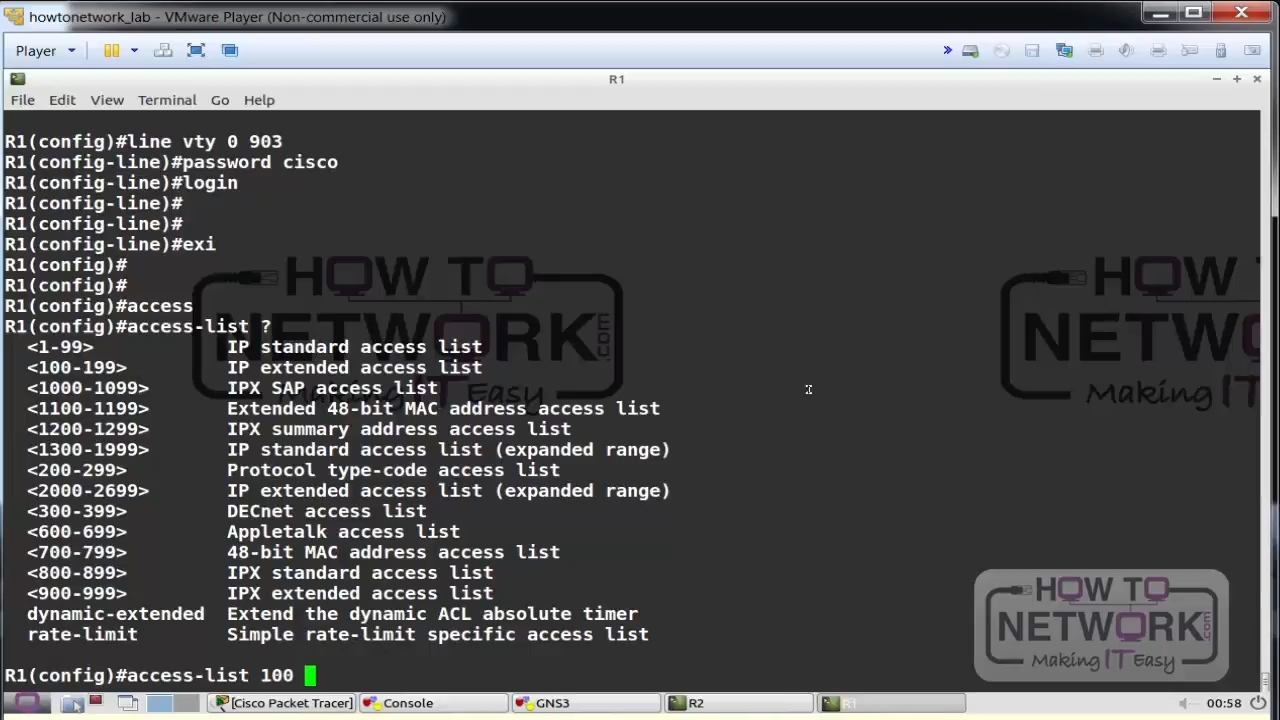 howtonetwork_lab - VMware Player (Non-commercial use only)
Player
R1
File Edit View Terminal Go Help
R1(config)#line vty 0 903
R1(config-line)#password cisco
R1(config-line)#login
R1(config-line)#
R1(config-line)#
R1(config-line)#exi
R1(config)#
R1(config)#
R1(config)#access
R1(config)#access-list ?
<1-99> IP standard access list
<100-199> IP extended access list
<1000-1099> IPX SAP access list
<1100-1199> Extended 48-bit MAC address access list
<1200-1299> IPX summary address access list
<1300-1999> IP standard access list (expanded range)
<200-299> Protocol type-code access list
<2000-2699> IP extended access list (expanded range)
<300-399> DECnet access list
<600-699> Appletalk access list
<700-799> 48-bit MAC address access list
<800-899> IPX standard access list
<900-999> IPX extended access list
dynamic-extended Extend the dynamic ACL absolute timer
rate-limit Simple rate-limit specific access list
R1(config)#access-list 100
HOW TO
NETWORK.com
Making IT Easy
HOW T
NETWOR
Making IT Ea
HOW TO
NETWORK.com
Making IT Easy
[Cisco Packet Tracer] Console GNS3 R2 R1 00:58